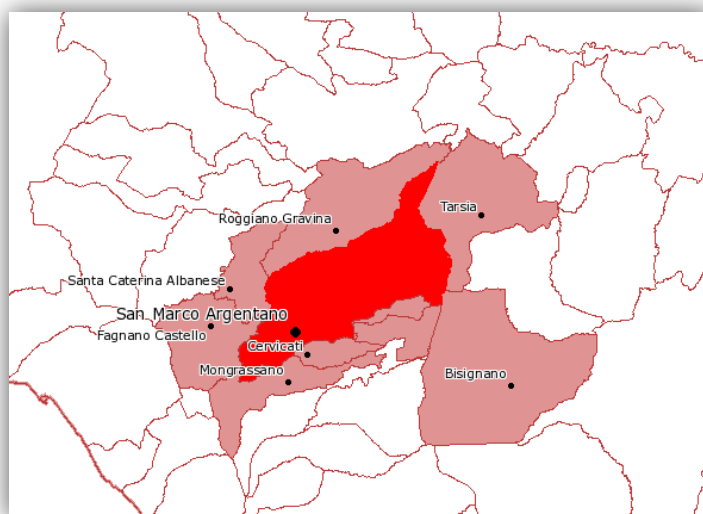 Tarsia
Roggiano Gravina
Santa Caterina Albanese
San Marco Argentano
Fagnano Castello
Cervicati
Mongrassano
Bisignano